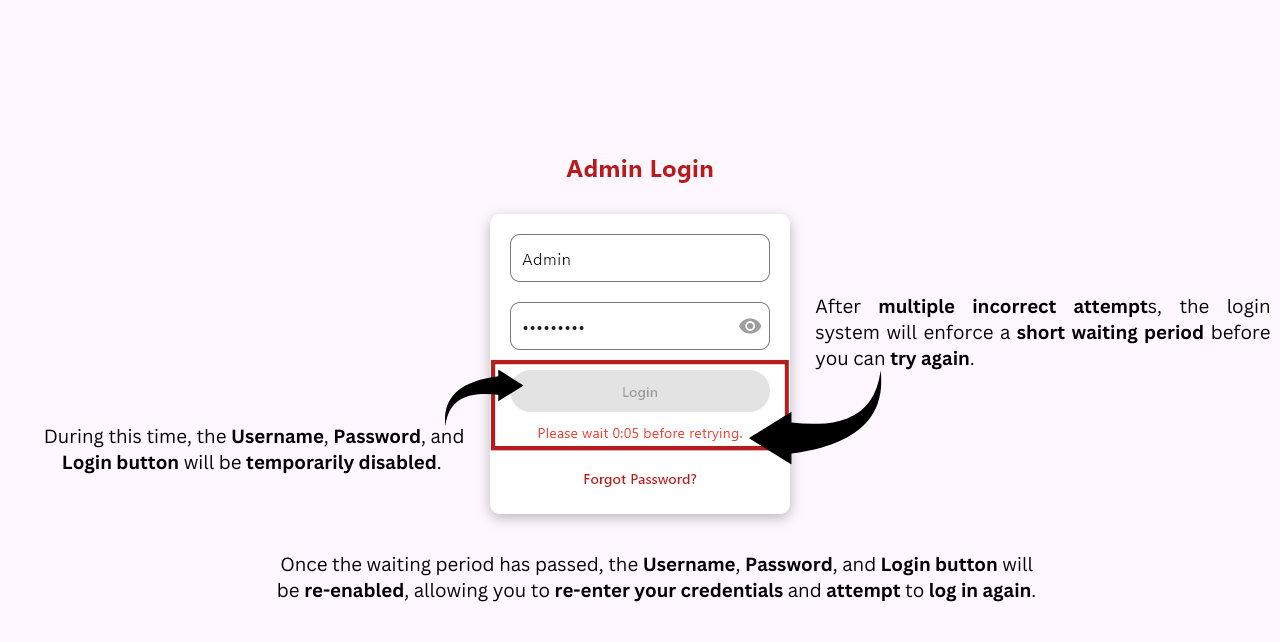 Admin Login
Admin
•••••••••
After multiple incorrect attempts, the login
system will enforce a short waiting period before
you can try again.
Login
Please wait 0:05 before retrying.
During this time, the Username, Password, and
Login button will be temporarily disabled.
Forgot Password?
Once the waiting period has passed, the Username, Password, and Login button will
be re-enabled, allowing you to re-enter your credentials and attempt to log in again.